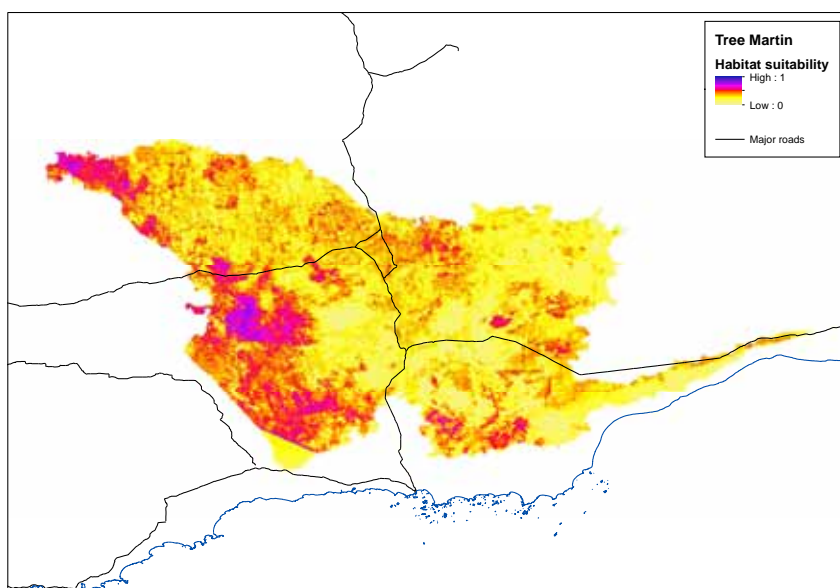 Tree Martin
Habitat suitability
High : 1
Low : 0
Major roads